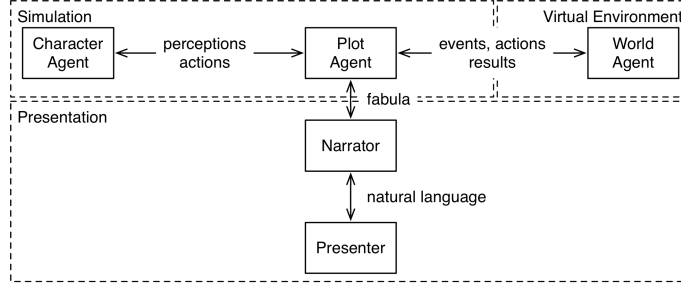 Simulation
Virtual Environment
Character
Agent
perceptions
actions
Plot
Agent
events, actions
results
World
Agent
fabula
Presentation
Narrator
natural language
Presenter